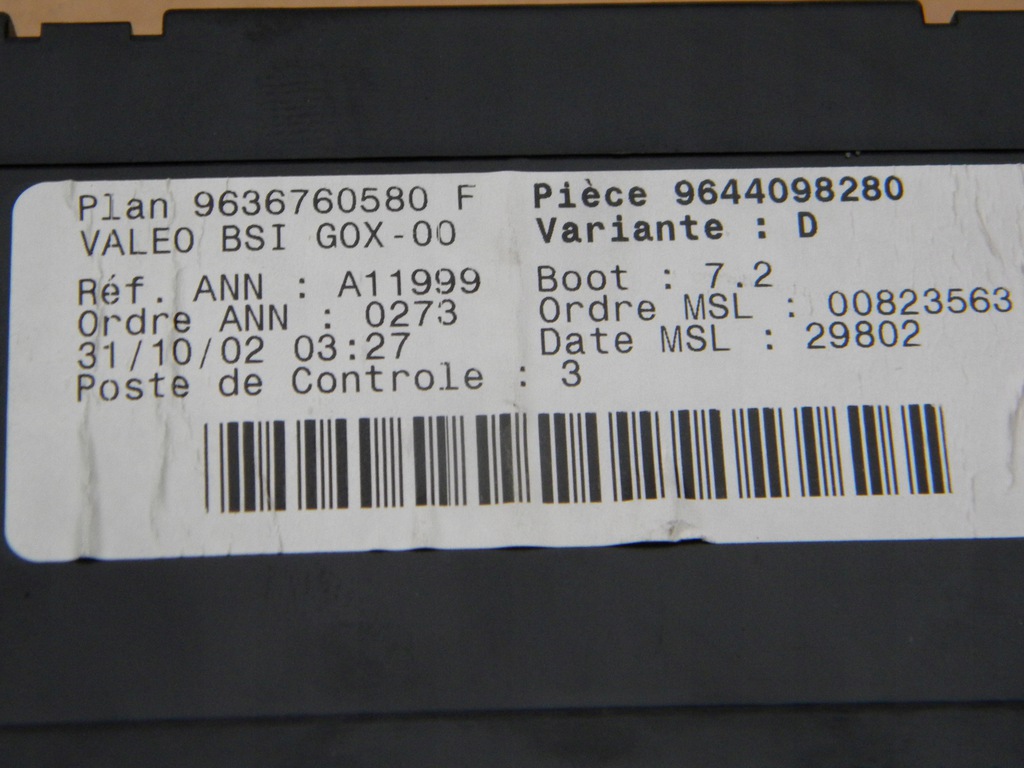 Plan 9636760580 F Pièce 9644098280
VALEO BSI GOX-00 Variante : D
Réf. ANN : A11999 Boot : 7.2
Ordre ANN : 0273 Ordre MSL : 00823563
31/10/02 03:27 Date MSL : 29802
Poste de Controle : 3